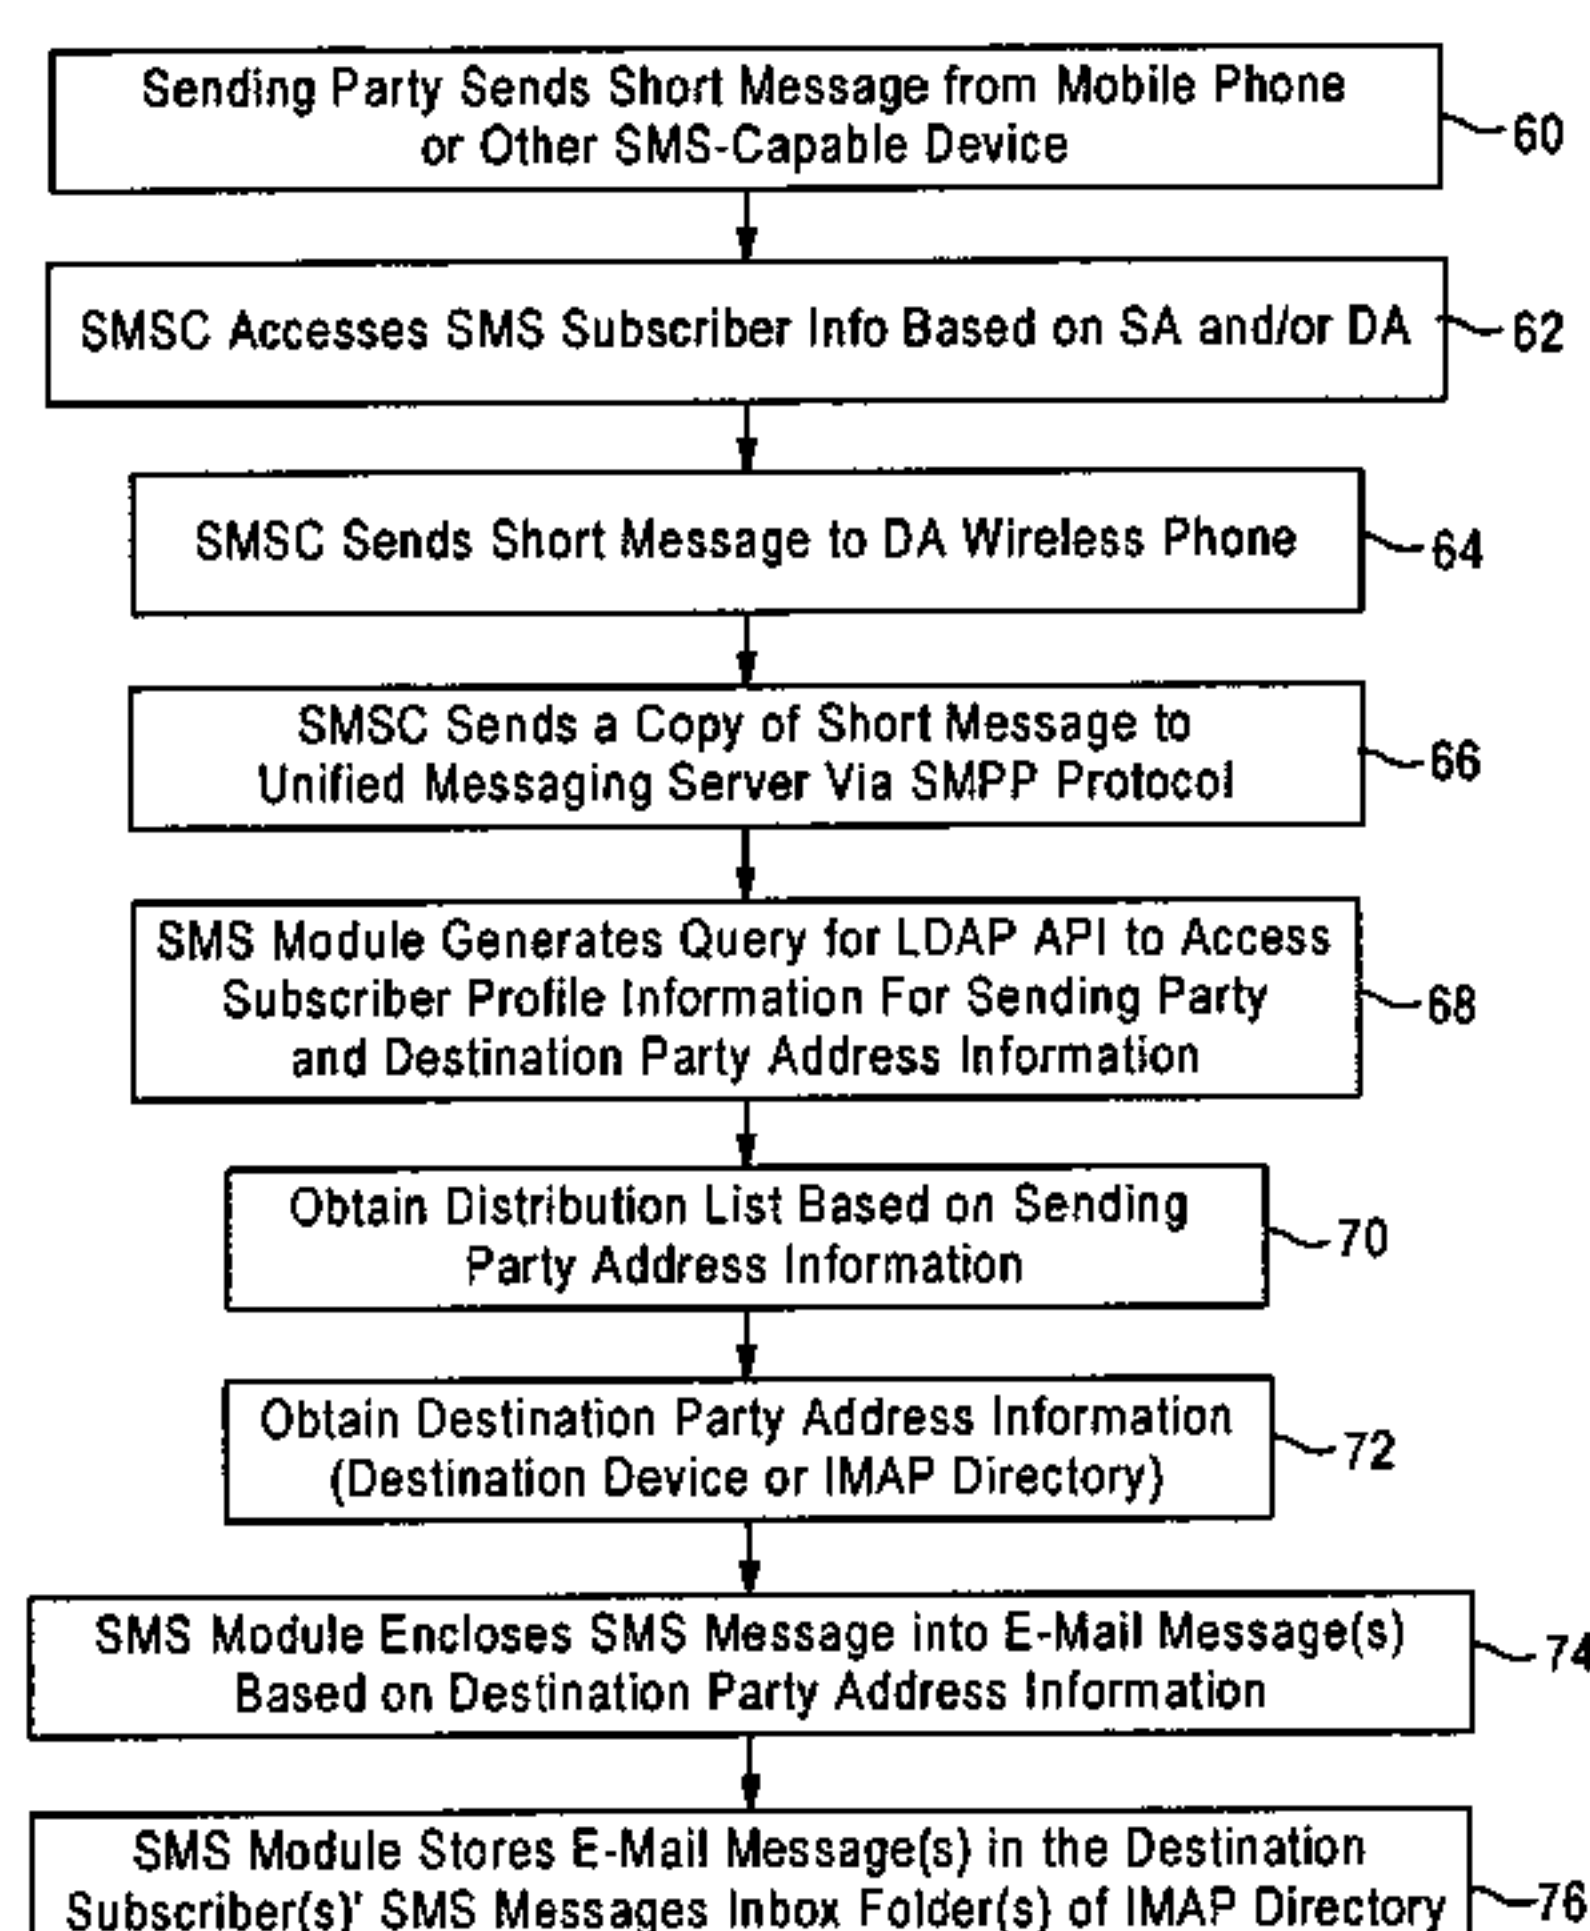 Sending Party Sends Short Message from Mobile Phone
or Other SMS-Capable Device
60
SMSC Accesses SMS Subscriber Info Based on SA and/or DA
62
SMSC Sends Short Message to DA Wireless Phone
64
SMSC Sends a Copy of Short Message to
Unified Messaging Server Via SMPP Protocol
66
SMS Module Generates Query for LDAP API to Access
Subscriber Profile Information For Sending Party
and Destination Party Address Information
68
Obtain Distribution List Based on Sending
Party Address Information
70
Obtain Destination Party Address Information
(Destination Device or IMAP Directory)
72
SMS Module Encloses SMS Message into E-Mail Message(s)
Based on Destination Party Address Information
74
SMS Module Stores E-Mail Message(s) in the Destination
Subscriber(s)' SMS Messages Inbox Folder(s) of IMAP Directory
76